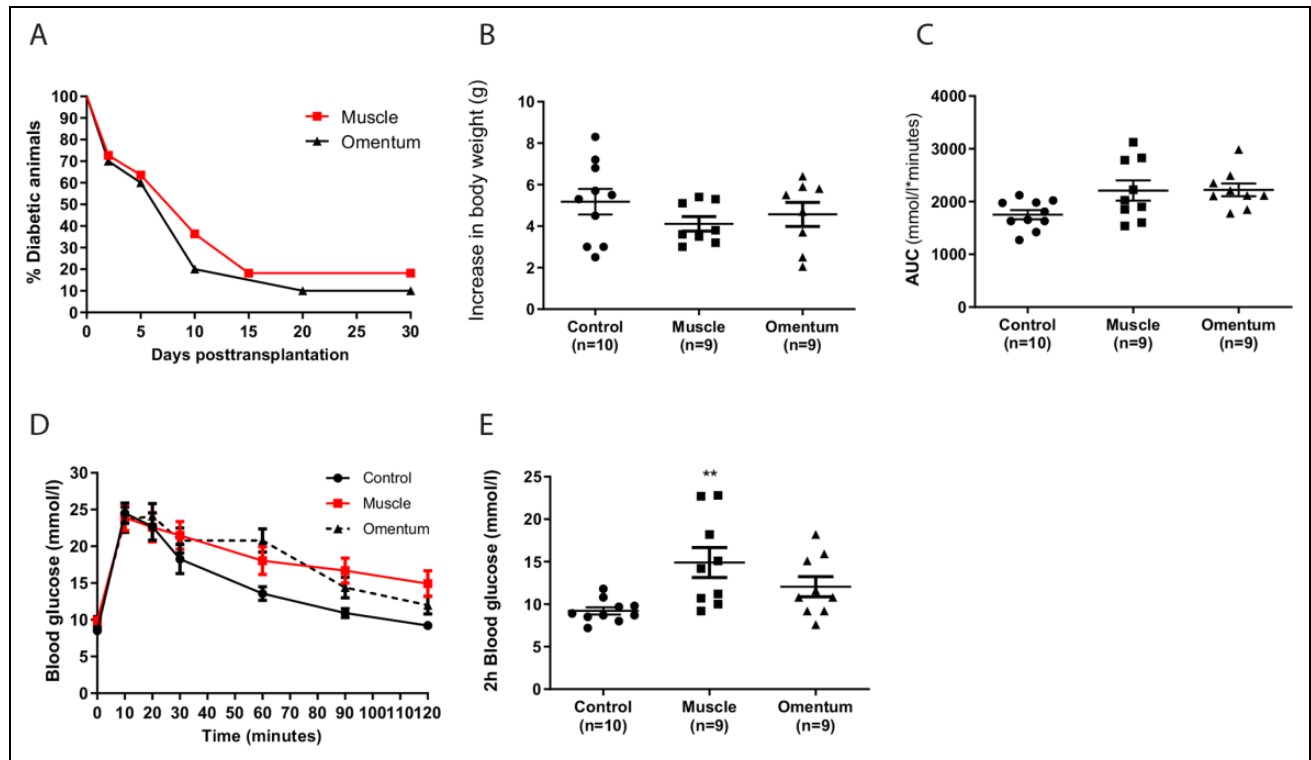 A
% Diabetic animals
100
90
80
70
60
50
40
30
20
10
0
Muscle
Omentum
0 5 10 15 20 25 30
Days posttransplantation
B
Increase in body weight (g)
10
8
6
4
2
0
Control Muscle Omentum
(n=10) (n=9) (n=9)
C
AUC (mmol/l*minutes)
4000
3000
2000
1000
0
Control Muscle Omentum
(n=10) (n=9) (n=9)
D
Blood glucose (mmol/l)
30
25
20
15
10
5
0
Control
Muscle
Omentum
0 10 20 30 40 50 60 70 80 90 100110120
Time (minutes)
E
2h Blood glucose (mmol/l)
25
20
15
10
5
0
**
Control Muscle Omentum
(n=10) (n=9) (n=9)